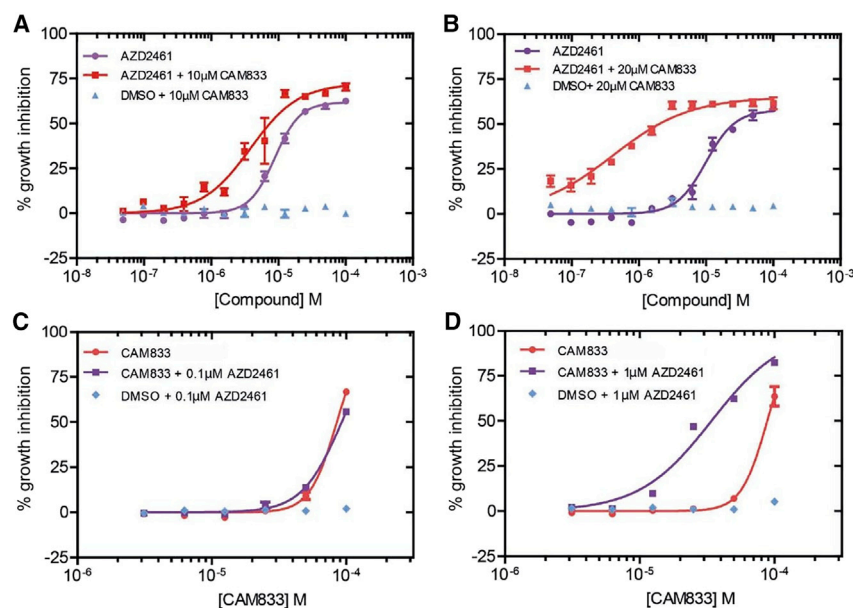 A
% growth inhibition
100
75
50
25
0
-25
AZD2461
AZD2461 + 10µM CAM833
DMSO + 10µM CAM833
10-8
10-7
10-6
10-5
10-4
10-3
[Compound] M
B
% growth inhibition
100
75
50
25
0
-25
AZD2461
AZD2461 + 20µM CAM833
DMSO+ 20µM CAM833
10-8
10-7
10-6
10-5
10-4
10-3
[Compound] M
C
% growth inhibition
100
75
50
25
0
-25
CAM833
CAM833 + 0.1µM AZD2461
DMSO + 0.1µM AZD2461
10-6
10-5
10-4
[CAM833] M
D
% growth inhibition
100
75
50
25
0
-25
CAM833
CAM833 + 1µM AZD2461
DMSO + 1µM AZD2461
10-6
10-5
10-4
[CAM833] M